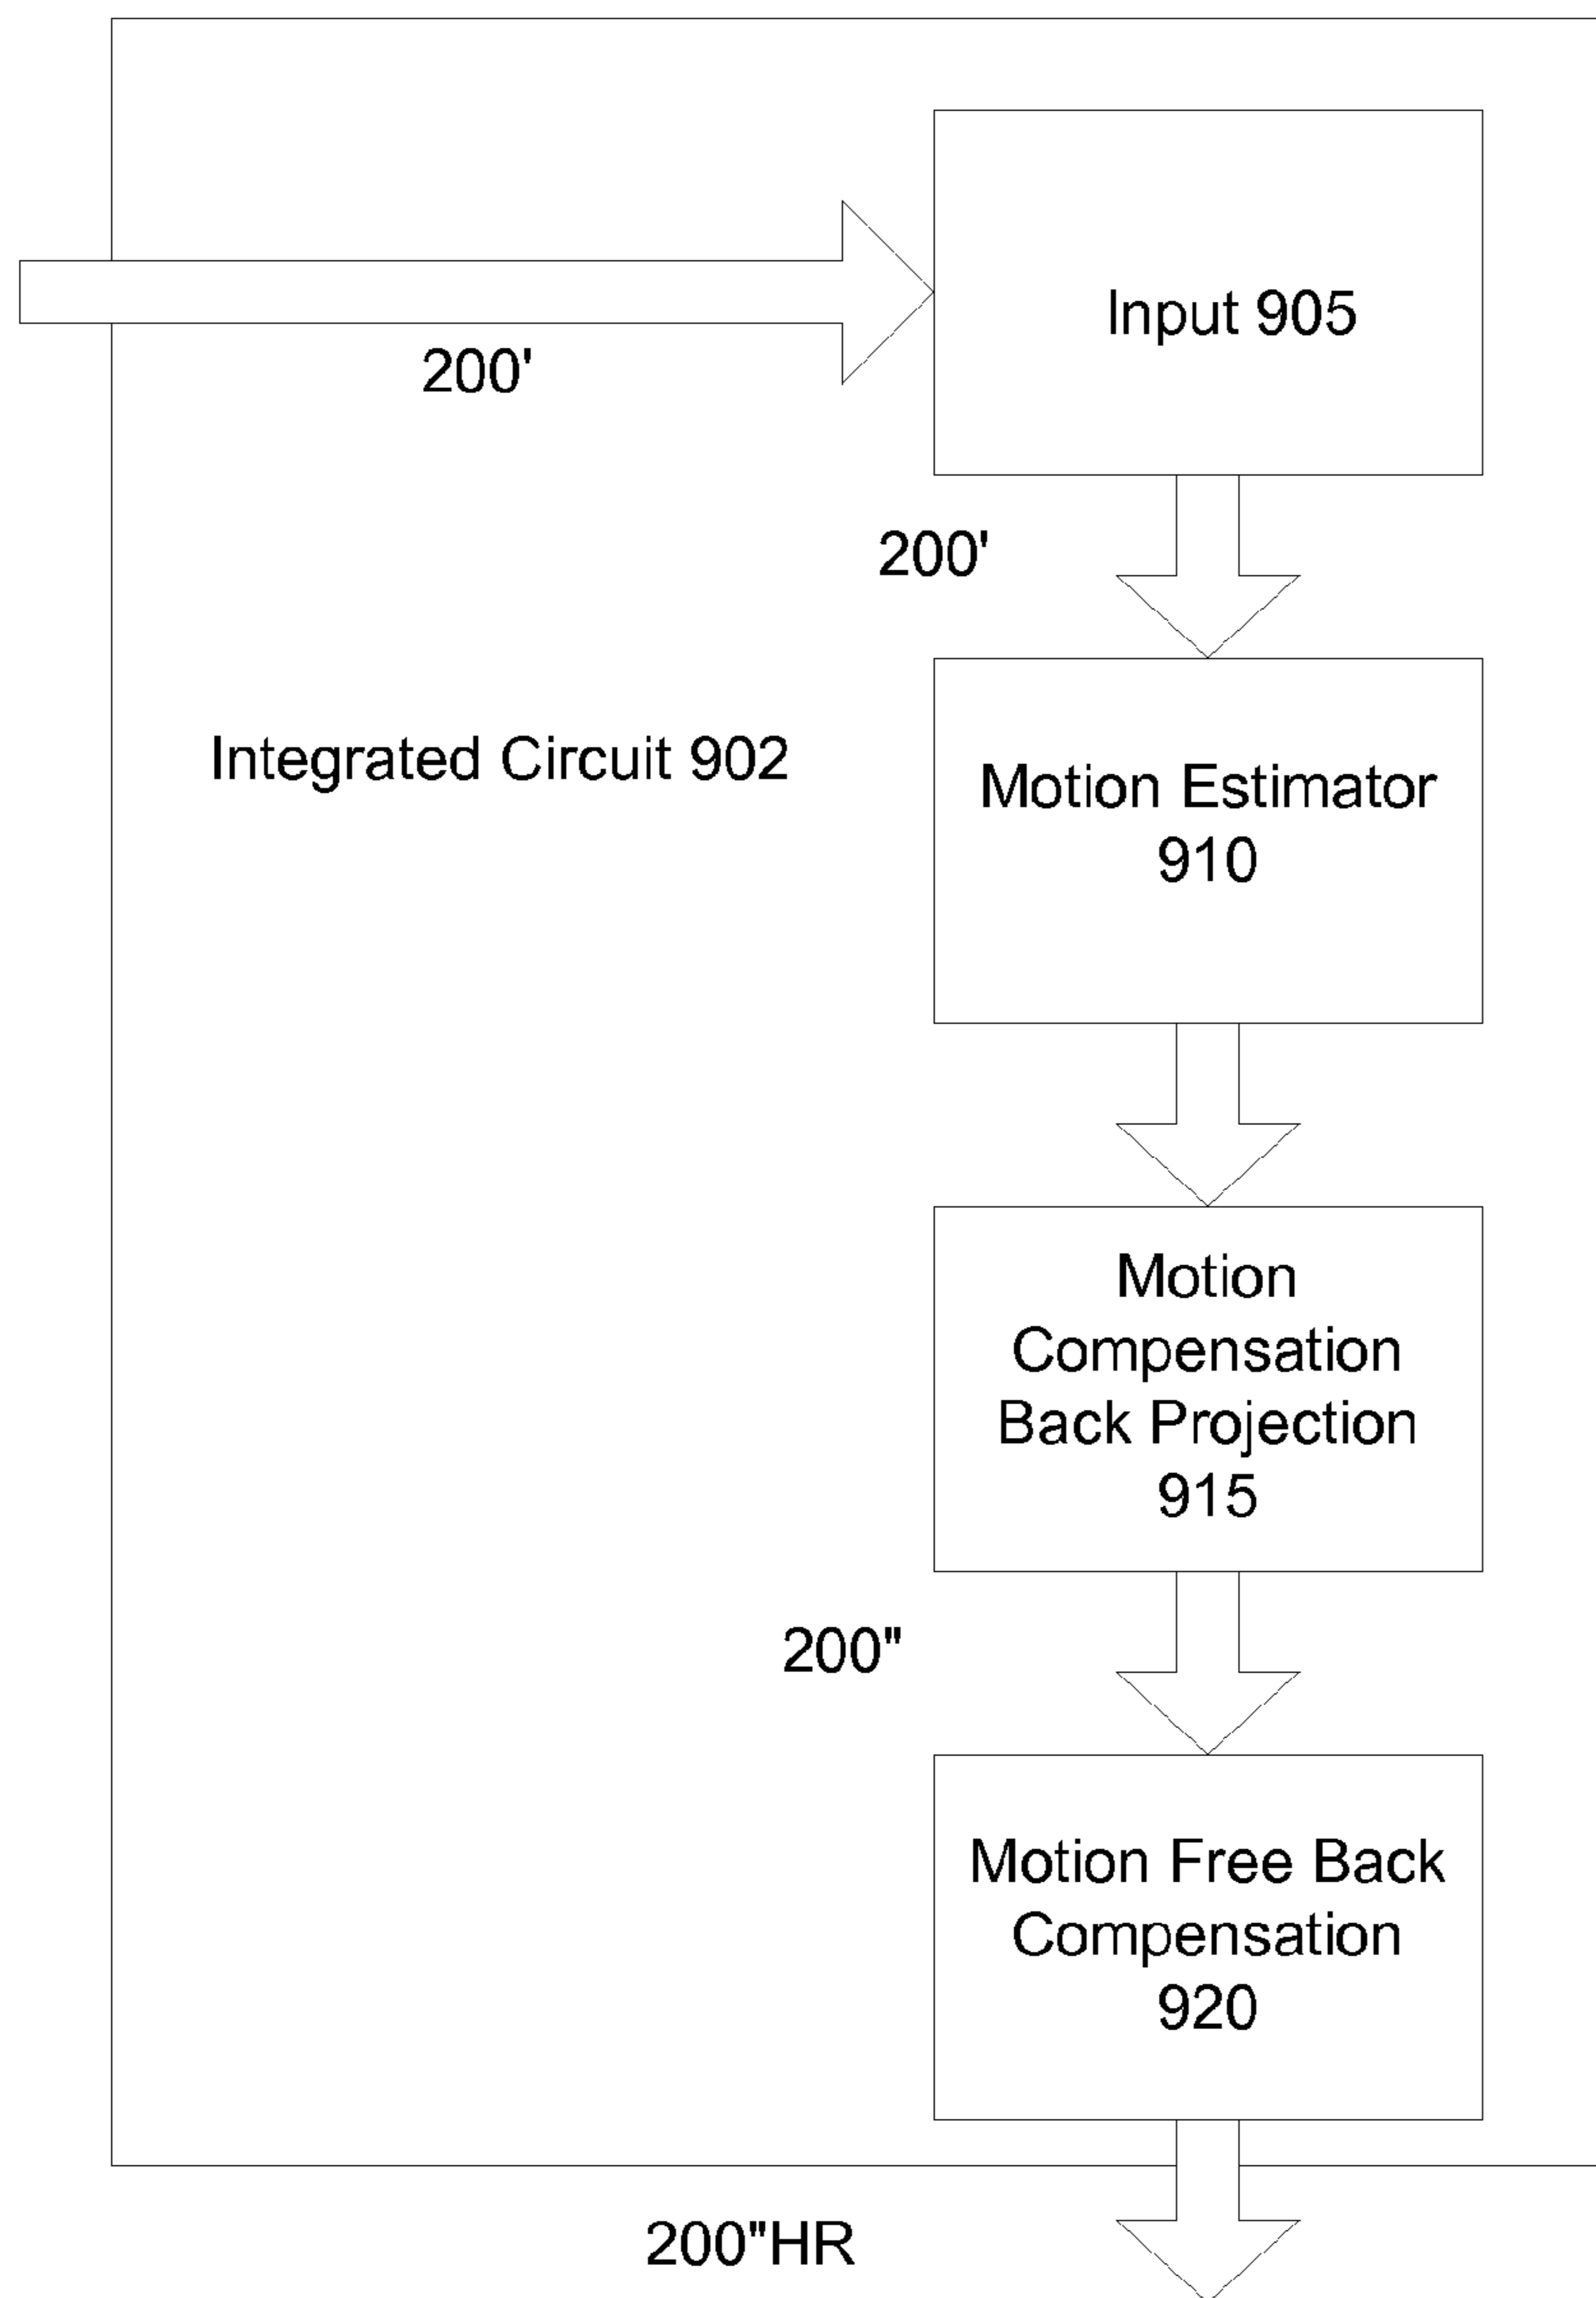 Input 905
200'
200'
Integrated Circuit 902
Motion Estimator
910
Motion
Compensation
Back Projection
915
200"
Motion Free Back
Compensation
920
200"HR